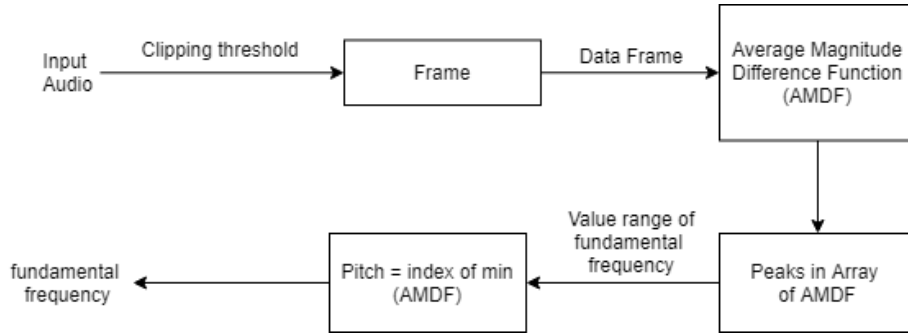 Input
Audio
Clipping threshold
Frame
Data Frame
Average Magnitude
Difference Function
(AMDF)
Peaks in Array
of AMDF
Value range of
fundamental
frequency
Pitch = index of min
(AMDF)
fundamental
frequency